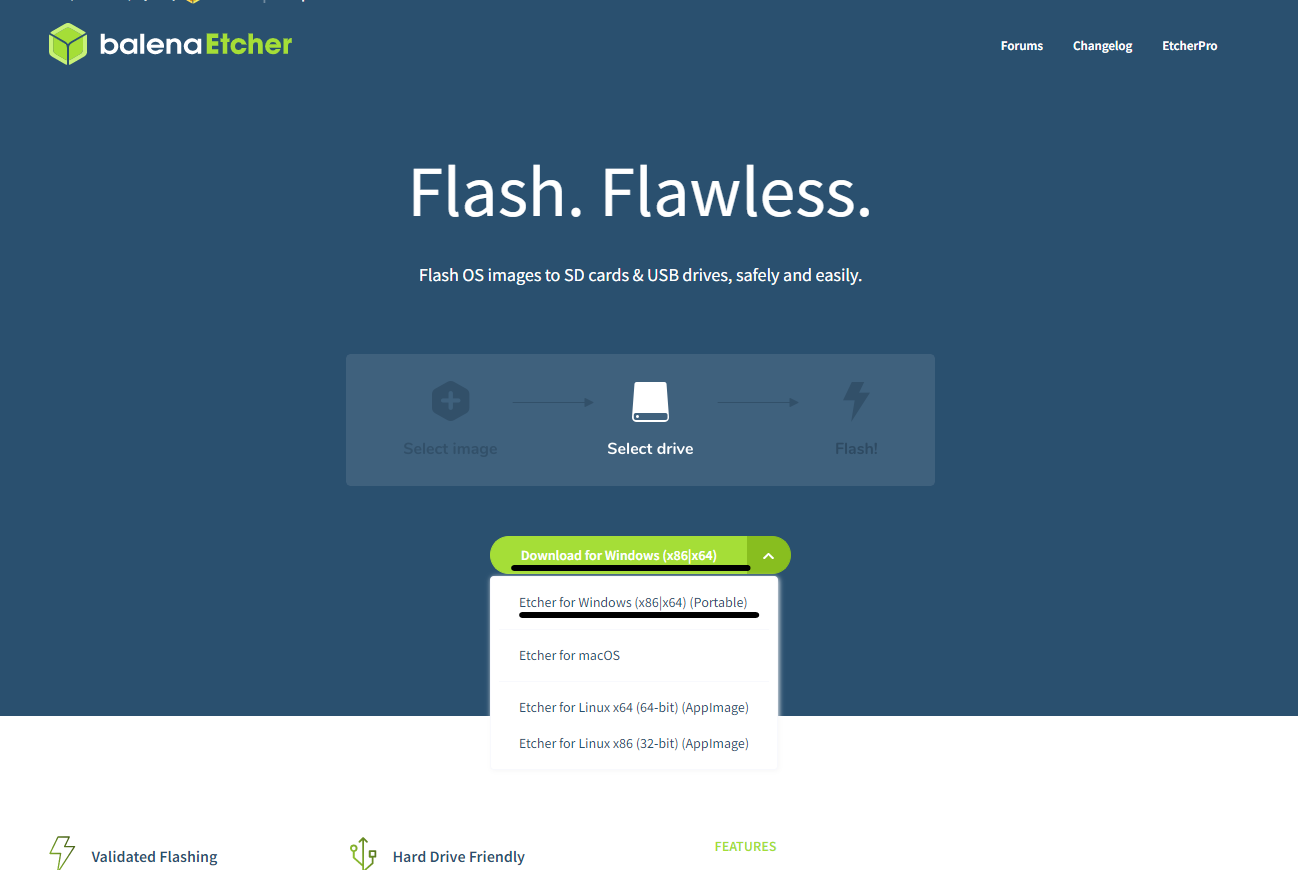 balenaEtcher
Forums Changelog EtcherPro
Flash. Flawless.
Flash OS images to SD cards & USB drives, safely and easily.
Select image Select drive Flash!
Download for Windows (x86|x64)
Etcher for Windows (x86|x64) (Portable)
Etcher for macOS
Etcher for Linux x64 (64-bit) (AppImage)
Etcher for Linux x86 (32-bit) (AppImage)
Validated Flashing Hard Drive Friendly FEATURES